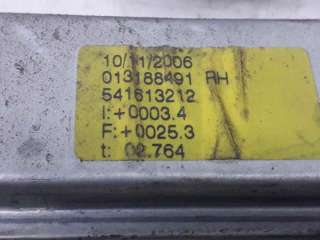 10/11/2006
013188491 RH
541613212
I:+0003.4
F:+0025.3
t: 02.764